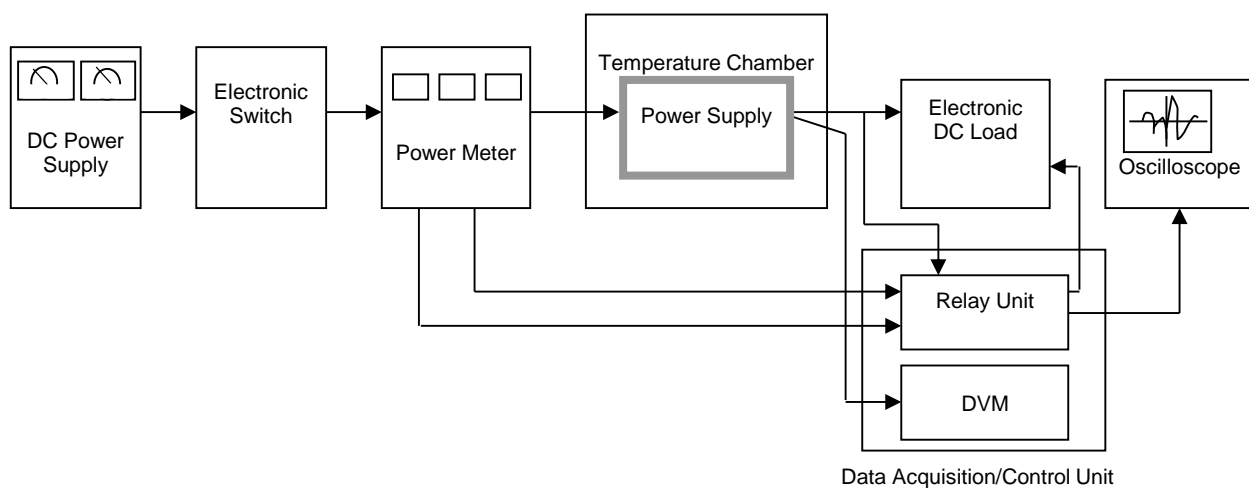 DC Power
Supply
Electronic
Switch
Power Meter
Temperature Chamber
Power Supply
Electronic
DC Load
Oscilloscope
Relay Unit
DVM
Data Acquisition/Control Unit